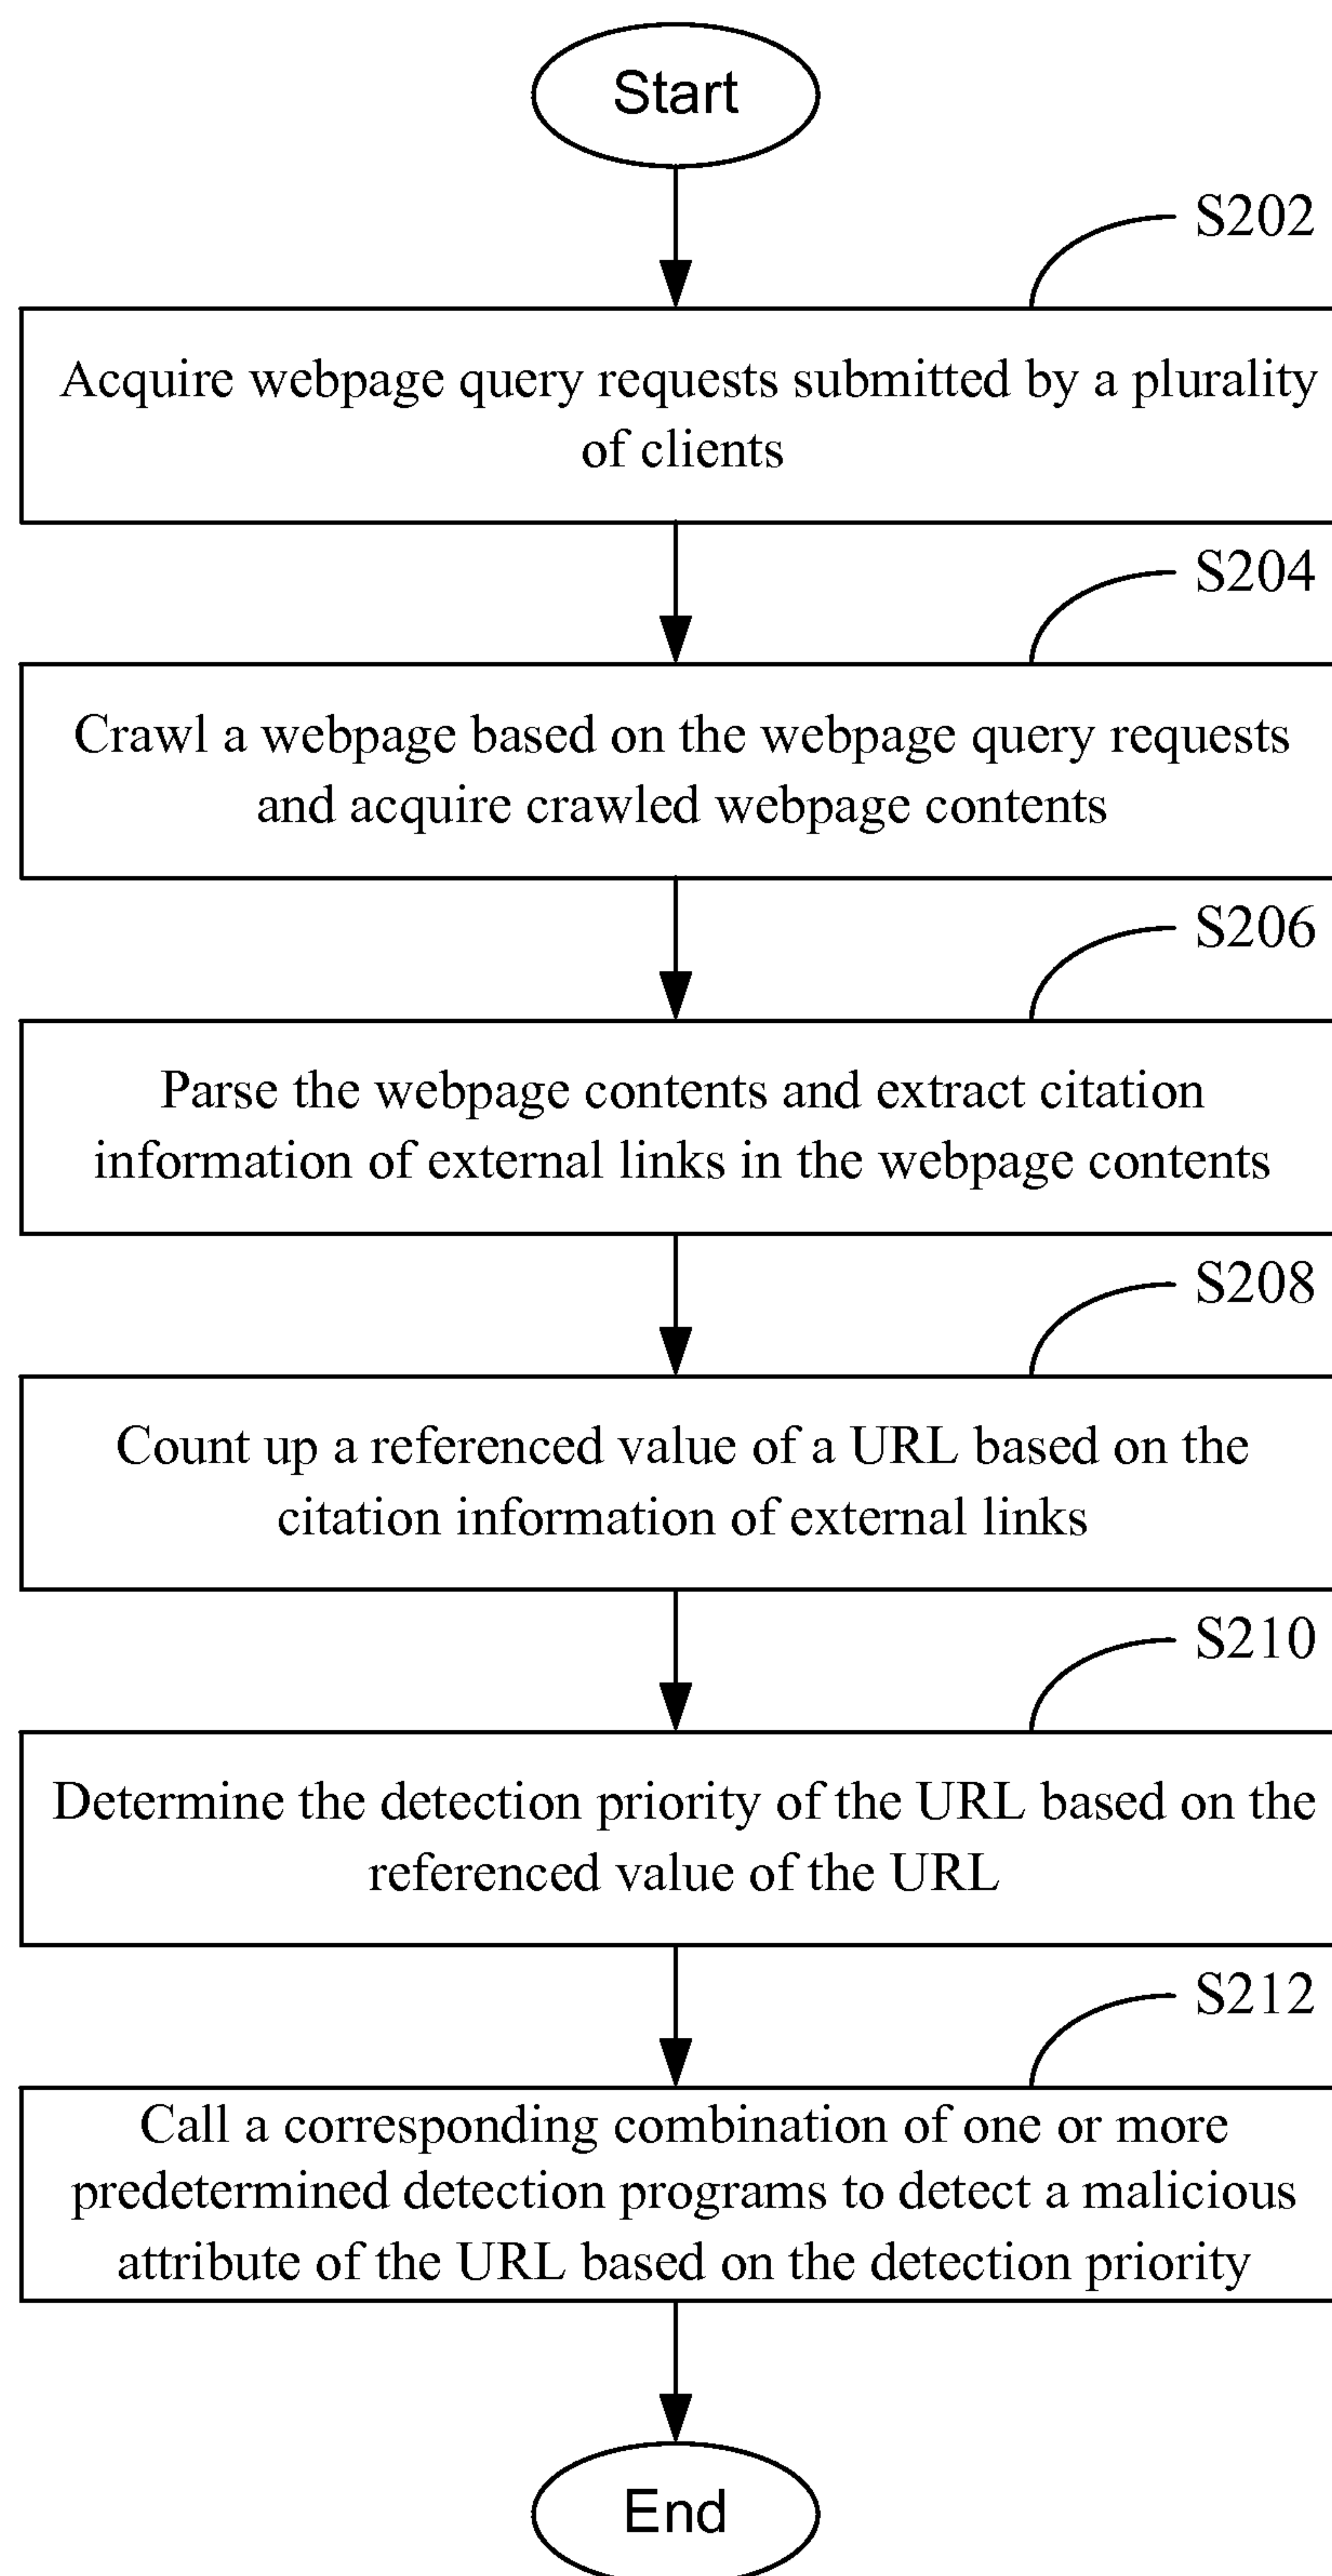 Start
S202
Acquire webpage query requests submitted by a plurality
of clients
S204
Crawl a webpage based on the webpage query requests
and acquire crawled webpage contents
S206
Parse the webpage contents and extract citation
information of external links in the webpage contents
S208
Count up a referenced value of a URL based on the
citation information of external links
S210
Determine the detection priority of the URL based on the
referenced value of the URL
S212
Call a corresponding combination of one or more
predetermined detection programs to detect a malicious
attribute of the URL based on the detection priority
End